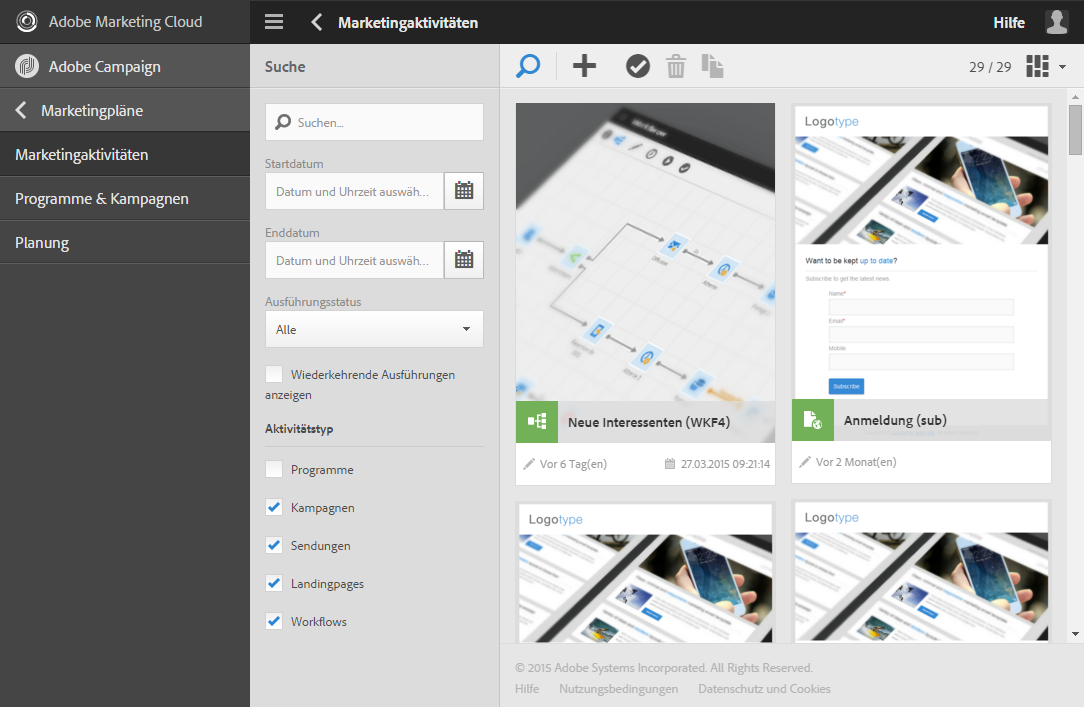 Adobe Marketing Cloud
Marketingaktivitäten
Hilfe
Adobe Campaign
Marketingpläne
Marketingaktivitäten
Programme & Kampagnen
Planung
Suche
Suchen...
Startdatum
Datum und Uhrzeit auswäh...
Enddatum
Datum und Uhrzeit auswäh...
Ausführungsstatus
Alle
Wiederkehrende Ausführungen
anzeigen
Aktivitätstyp
Programme
Kampagnen
Sendungen
Landingpages
Workflows
29 / 29
Workflow
Neue Interessenten (WKF4)
Vor 6 Tag(en)
27.03.2015 09:21:14
Logotype
Want to be kept up to date?
Subscribe to get the latest news.
Name*
Email*
Mobile
Subscribe
Anmeldung (sub)
Vor 2 Monat(en)
Logotype
Logotype
© 2015 Adobe Systems Incorporated. All Rights Reserved.
Hilfe
Nutzungsbedingungen
Datenschutz und Cookies